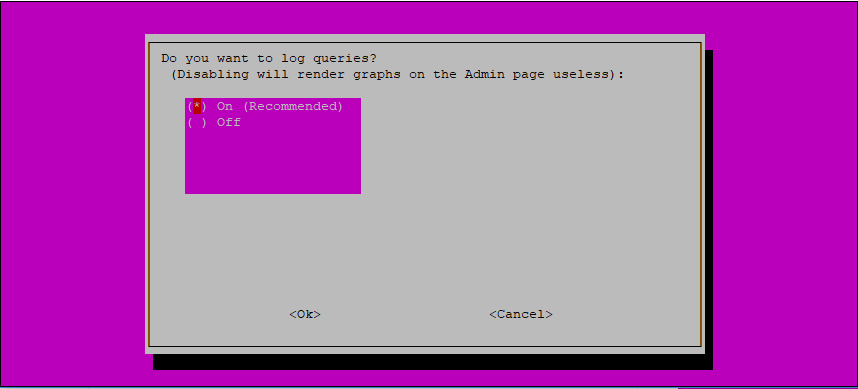 Do you want to log queries?
(Disabling will render graphs on the Admin page useless):
(*) On (Recommended)
( ) Off
<Ok> <Cancel>